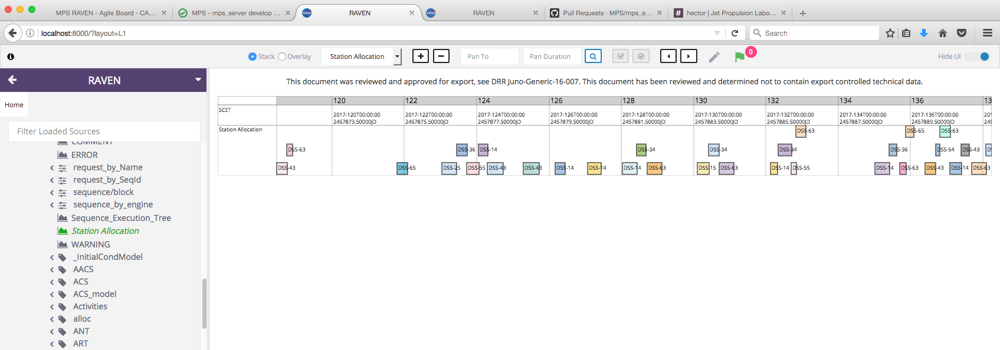 MPS RAVEN - Agile Board - CA... MPS - mps_server develop ... RAVEN RAVEN Pull Requests · MPS/mps_e... # hector | Jet Propulsion Labo...
localhost:8000/?layout=L1 Search
Stack Overlay Station Allocation Pan To Pan Duration 0 Hide UI
RAVEN
Home
Filter Loaded Sources
COMMENT
ERROR
request_by_Name
request_by_SeqId
sequence/block
sequence_by_engine
Sequence_Execution_Tree
Station Allocation
WARNING
_InitialCondModel
AACS
ACS
ACS_model
Activities
alloc
ANT
ART
This document was reviewed and approved for export, see DRR Juno-Generic-16-007. This document has been reviewed and determined not to contain export controlled technical data.
120 122 124 126 128 130 132 134 136 13
SCET
2017-120T00:00:00 2017-122T00:00:00 2017-124T00:00:00 2017-126T00:00:00 2017-128T00:00:00 2017-130T00:00:00 2017-132T00:00:00 2017-134T00:00:00 2017-136T00:00:00 201
2457873.50000JD 2457875.50000JD 2457877.50000JD 2457879.50000JD 2457881.50000JD 2457883.50000JD 2457885.50000JD 2457887.50000JD 2457889.50000JD 245
Station Allocation
DSS-63 DSS-65 DSS-63
DSS-63 DSS-36 DSS-14 DSS-34 DSS-34 DSS-34 DSS-36 DSS-54 DSS-43 D
DSS-43 DSS-65 DSS-25 DSS-55 DSS-43 DSS-43 DSS-14 DSS-14 DSS-14 DSS-63 DSS-15 DSS-63 DSS-14 DSS-55 DSS-14 DSS-63 DSS-43 DSS-14 DSS-63